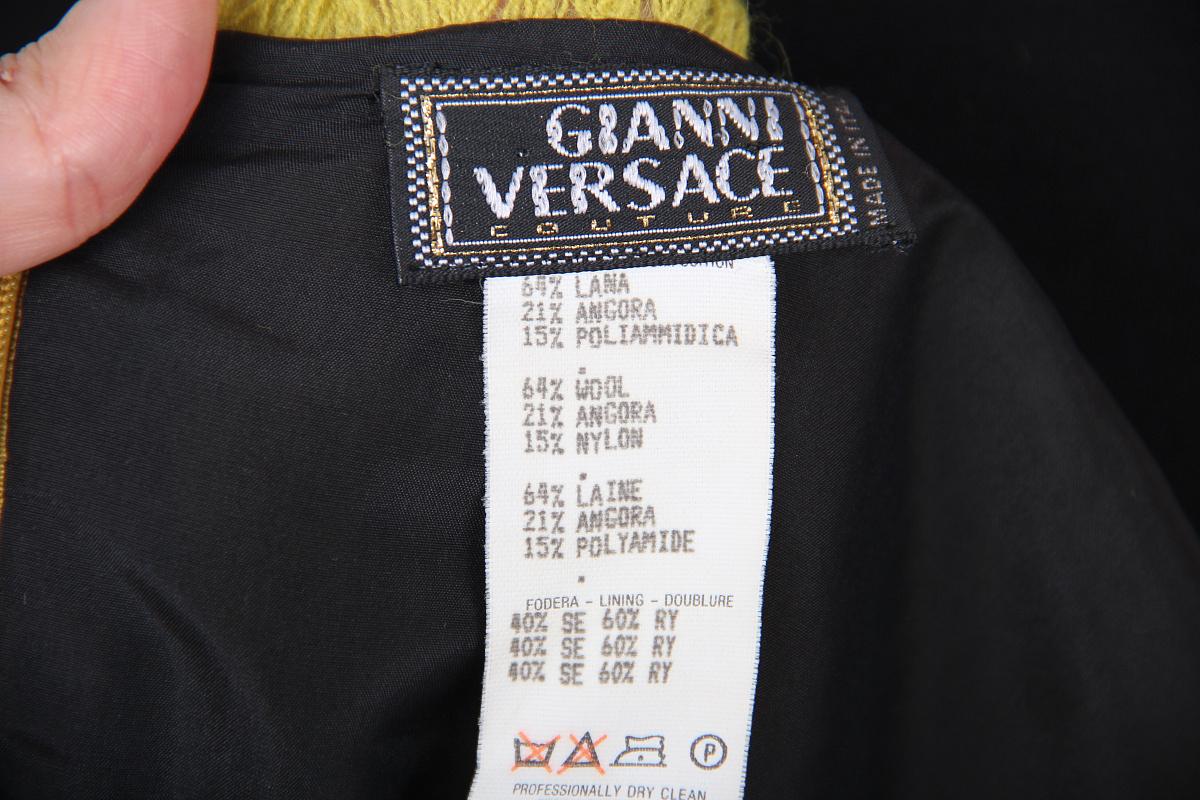 GIANNI
VERSACE
COUTURE
MADE IN
64% LANA
21% ANGORA
15% POLIAMMIDICA
.
64% WOOL
21% ANGORA
15% NYLON
.
64% LAINE
21% ANGORA
15% POLYAMIDE
.
FODERA - LINING - DOUBLURE
40% SE 60% RY
40% SE 60% RY
40% SE 60% RY
P
PROFESSIONALLY DRY CLEAN